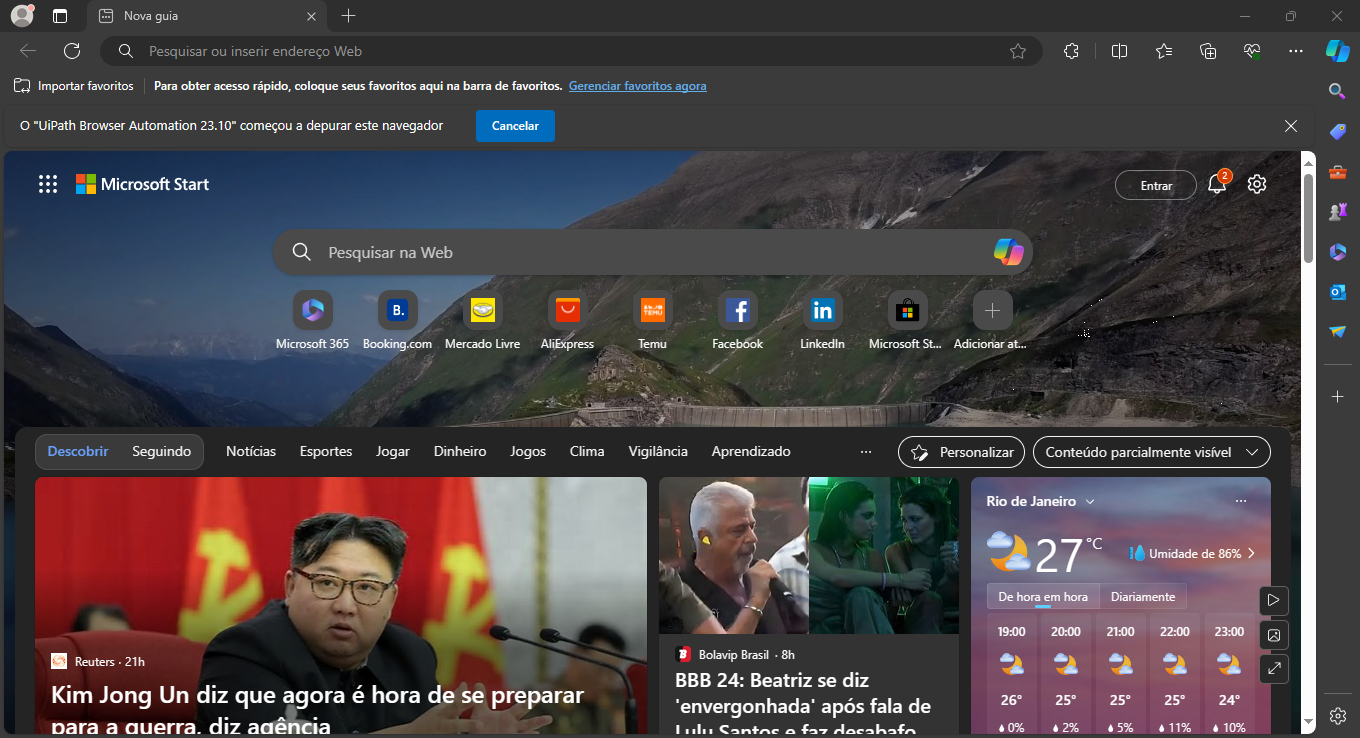 Nova guia
Pesquisar ou inserir endereço Web
Importar favoritos
Para obter acesso rápido, coloque seus favoritos aqui na barra de favoritos. Gerenciar favoritos agora
O "UiPath Browser Automation 23.10" começou a depurar este navegador
Cancelar
Microsoft Start
Entrar
2
Pesquisar na Web
B.
TEMU
Microsoft 365
Booking.com
Mercado Livre
AliExpress
Temu
Facebook
LinkedIn
Microsoft St...
Adicionar at...
Descobrir
Seguindo
Notícias
Esportes
Jogar
Dinheiro
Jogos
Clima
Vigilância
Aprendizado
...
Personalizar
Conteúdo parcialmente visível
Reuters · 21h
Kim Jong Un diz que agora é hora de se preparar
para a guerra, diz agência
Bolavip Brasil · 8h
BBB 24: Beatriz se diz
'envergonhada' após fala de
Lulu Santos e faz desabafo
Rio de Janeiro
...
27 °C
Umidade de 86%
De hora em hora
Diariamente
19:00 20:00 21:00 22:00 23:00
26° 25° 25° 25° 24°
0% 2% 5% 11% 10%